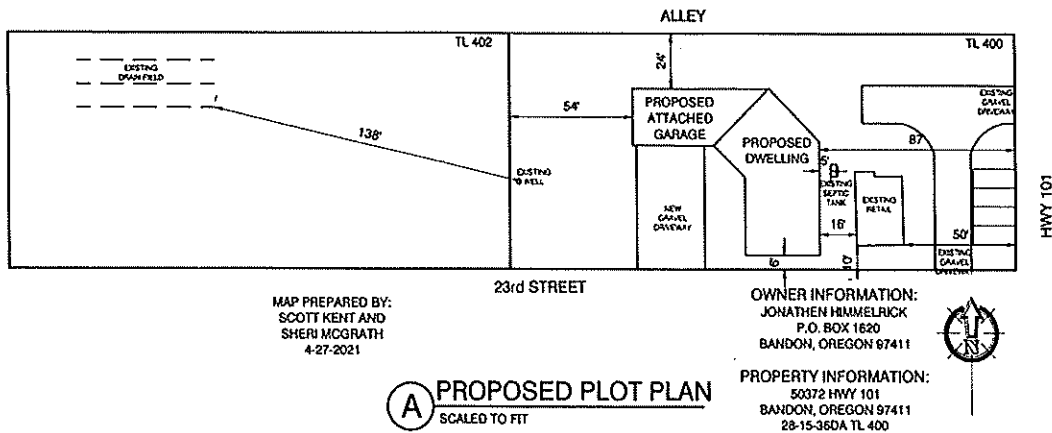 ALLEY
TL 402
TL 400
EXISTING
DRAIN FIELD
24'
EXISTING
GRAVEL
DRIVEWAY
54'
PROPOSED
ATTACHED
GARAGE
138'
87'
PROPOSED
DWELLING
5'
EXISTING
WELL
EXISTING
SEPTIC
TANK
EXISTING
RETAIL
HWY 101
NEW
GRAVEL
DRIVEWAY
16'
50'
6'
10'
EXISTING
GRAVEL
DRIVEWAY
23rd STREET
MAP PREPARED BY:
SCOTT KENT AND
SHERI MCGRATH
4-27-2021
OWNER INFORMATION:
JONATHEN HIMMELRICK
P.O. BOX 1620
BANDON, OREGON 97411
N
A
PROPOSED PLOT PLAN
SCALED TO FIT
PROPERTY INFORMATION:
50372 HWY 101
BANDON, OREGON 97411
28-15-36DA TL 400